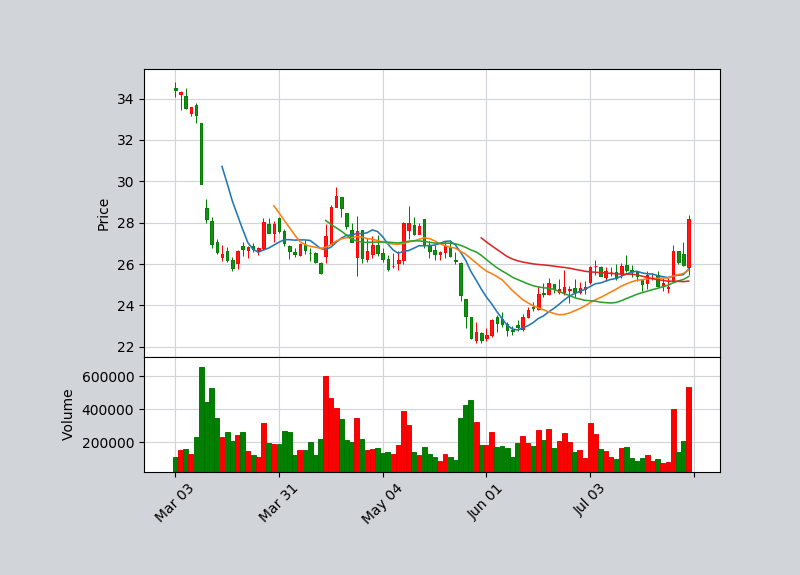 Price
34
32
30
28
26
24
22
Volume
600000
400000
200000
Mar 03
Mar 31
May 04
Jun 01
Jul 03